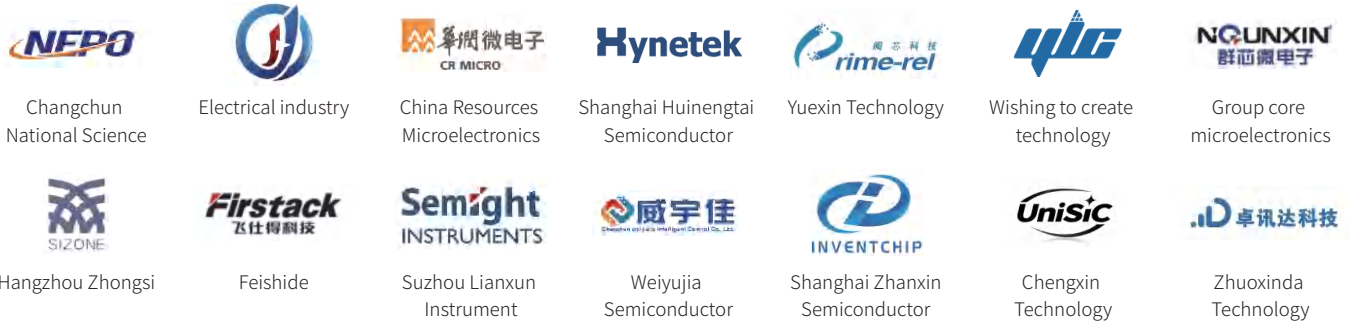 NEPO
華潤微电子
CR MICRO
Hynetek
阅芯科技
Prime-rel
NOUNXIN
群芯微电子
Changchun
National Science
Electrical industry
China Resources
Microelectronics
Shanghai Huinengtai
Semiconductor
Yuexin Technology
Wishing to create
technology
Group core
microelectronics
SIZONE
Firstack
飞仕得科技
Semight
INSTRUMENTS
威宇佳
INVENTCHIP
UniSiC
卓讯达科技
Hangzhou Zhongsi
Feishide
Suzhou Lianxun
Instrument
Weiyujia
Semiconductor
Shanghai Zhanxin
Semiconductor
Chengxin
Technology
Zhuoxinda
Technology